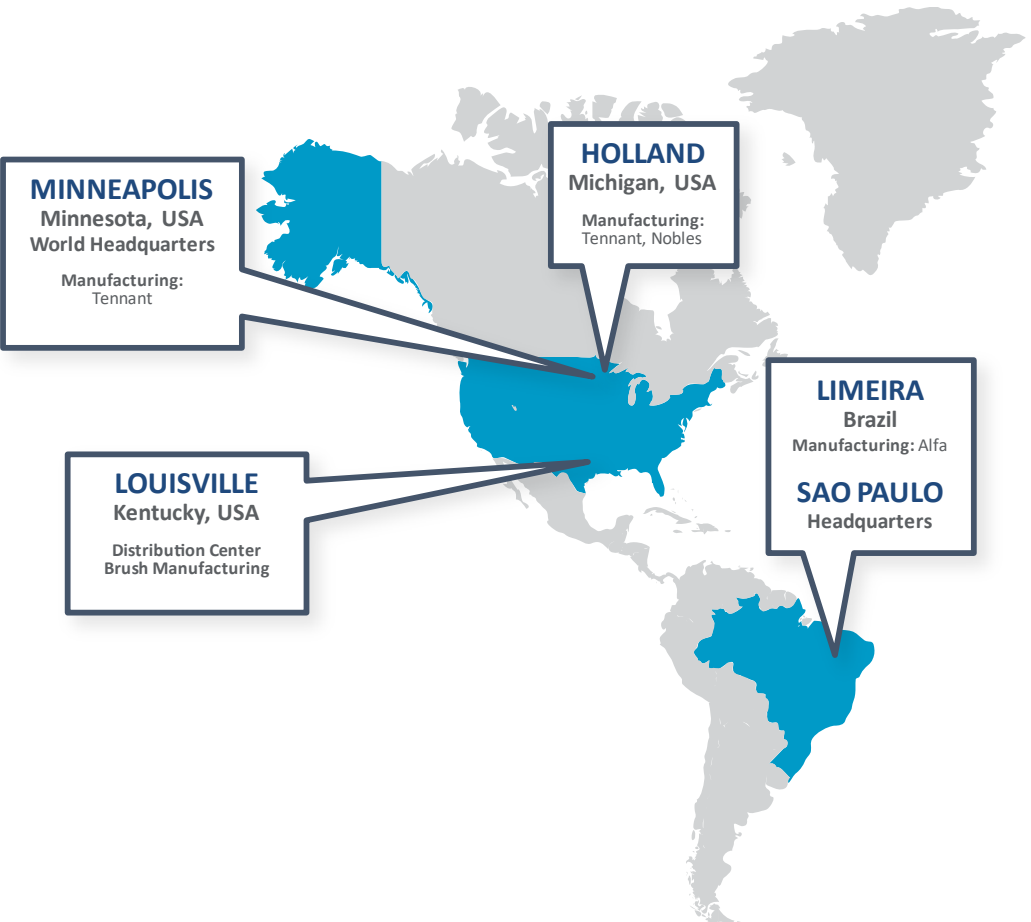 MINNEAPOLIS
Minnesota, USA
World Headquarters
Manufacturing:
Tennant
HOLLAND
Michigan, USA
Manufacturing:
Tennant, Nobles
LOUISVILLE
Kentucky, USA
Distribution Center
Brush Manufacturing
LIMEIRA
Brazil
Manufacturing: Alfa
SAO PAULO
Headquarters